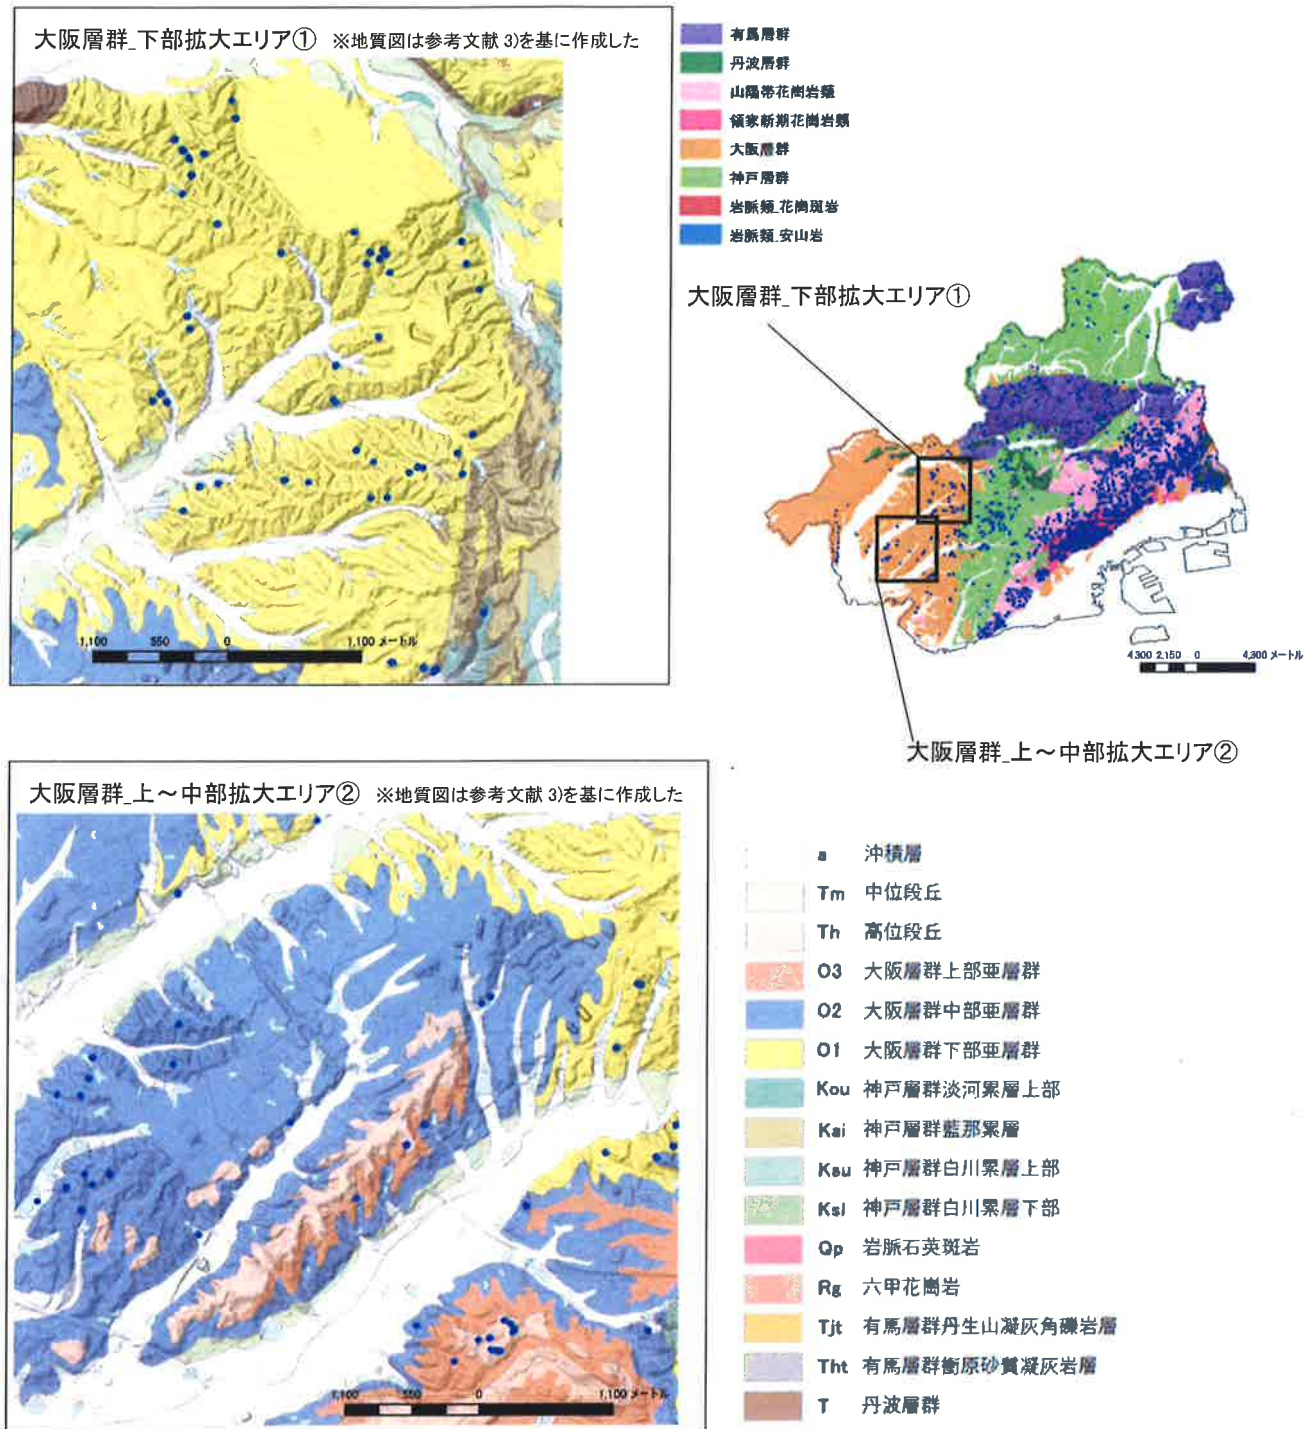 大阪層群_下部拡大エリア① ※地質図は参考文献 3)を基に作成した
1,100 550 0 1,100 メートル
有馬層群
丹波層群
山陽帯花崗岩類
領家新期花崗岩類
大阪層群
神戸層群
岩脈類_花崗斑岩
岩脈類_安山岩
大阪層群_下部拡大エリア①
4,300 2,150 0 4,300 メートル
大阪層群_上～中部拡大エリア②
大阪層群_上～中部拡大エリア② ※地質図は参考文献 3)を基に作成した
1,100 550 0 1,100 メートル
a 沖積層
Tm 中位段丘
Th 高位段丘
O3 大阪層群上部亜層群
O2 大阪層群中部亜層群
O1 大阪層群下部亜層群
Kou 神戸層群淡河累層上部
Kai 神戸層群藍那累層
Ksu 神戸層群白川累層上部
Ksl 神戸層群白川累層下部
Qp 岩脈石英斑岩
Rg 六甲花崗岩
Tjt 有馬層群丹生山凝灰角礫岩層
Tht 有馬層群衝原砂質凝灰岩層
T 丹波層群